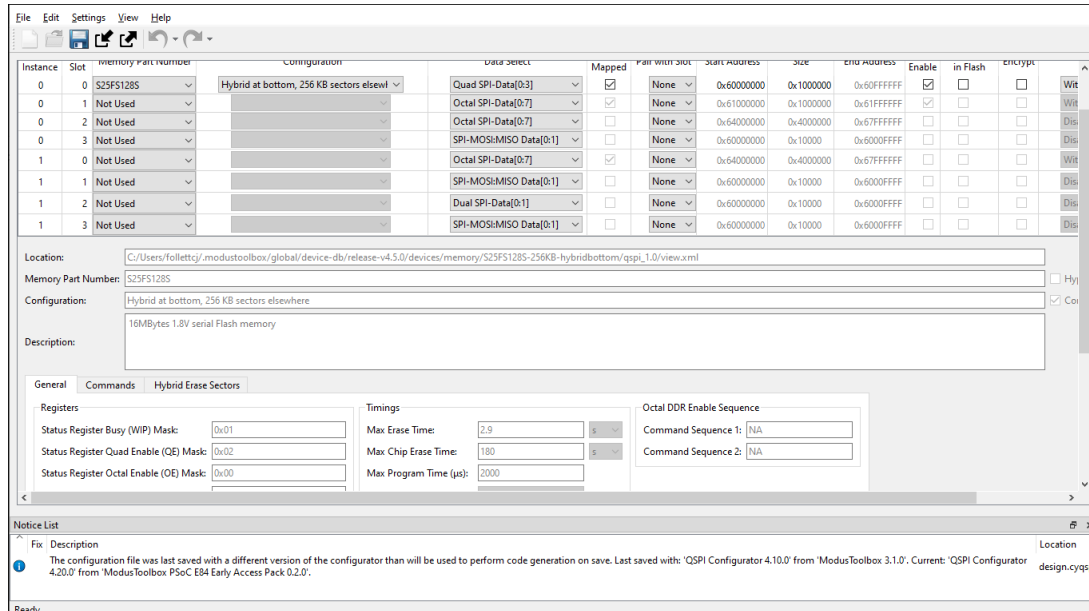 File Edit Settings View Help
Instance Slot Memory Part Number Configuration Data Select Mapped Pair with Slot Start Address Size End Address Enable in Flash Encrypt
0 0 S25FS128S Hybrid at bottom, 256 KB sectors elsewh Quad SPI-Data[0:3] None 0x60000000 0x1000000 0x60FFFFFF Wit
0 1 Not Used Octal SPI-Data[0:7] None 0x61000000 0x1000000 0x61FFFFFF Wit
0 2 Not Used Octal SPI-Data[0:7] None 0x64000000 0x4000000 0x67FFFFFF Disa
0 3 Not Used SPI-MOSI:MISO Data[0:1] None 0x60000000 0x10000 0x6000FFFF Disa
1 0 Not Used Octal SPI-Data[0:7] None 0x64000000 0x4000000 0x67FFFFFF Wit
1 1 Not Used SPI-MOSI:MISO Data[0:1] None 0x60000000 0x10000 0x6000FFFF Disa
1 2 Not Used Dual SPI-Data[0:1] None 0x60000000 0x10000 0x6000FFFF Disa
1 3 Not Used SPI-MOSI:MISO Data[0:1] None 0x60000000 0x10000 0x6000FFFF Disa
Location: C:/Users/follettcj/.modustoolbox/global/device-db/release-v4.5.0/devices/memory/S25FS128S-256KB-hybridbottom/qspi_1.0/view.xml
Memory Part Number: S25FS128S Hyp
Configuration: Hybrid at bottom, 256 KB sectors elsewhere Cor
Description: 16MBytes 1.8V serial Flash memory
General Commands Hybrid Erase Sectors
Registers Timings Octal DDR Enable Sequence
Status Register Busy (WIP) Mask: 0x01 Max Erase Time: 2.9 s Command Sequence 1: NA
Status Register Quad Enable (QE) Mask: 0x02 Max Chip Erase Time: 180 s Command Sequence 2: NA
Status Register Octal Enable (OE) Mask: 0x00 Max Program Time (µs): 2000
Notice List
Fix Description Location
The configuration file was last saved with a different version of the configurator than will be used to perform code generation on save. Last saved with: 'QSPI Configurator 4.10.0' from 'ModusToolbox 3.1.0'. Current: 'QSPI Configurator
4.20.0' from 'ModusToolbox PSoC E84 Early Access Pack 0.2.0'. design.cyqs
Ready